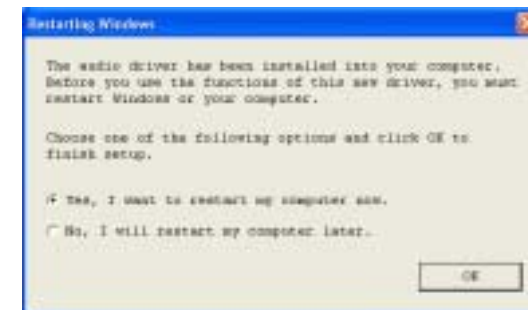 Restarting Windows
The audio driver has been installed into your computer.
Before you use the functions of this new driver, you must
restart Windows or your computer.
Choose one of the following options and click OK to
finish setup.
Yes, I want to restart my computer now.
No, I will restart my computer later.
OK